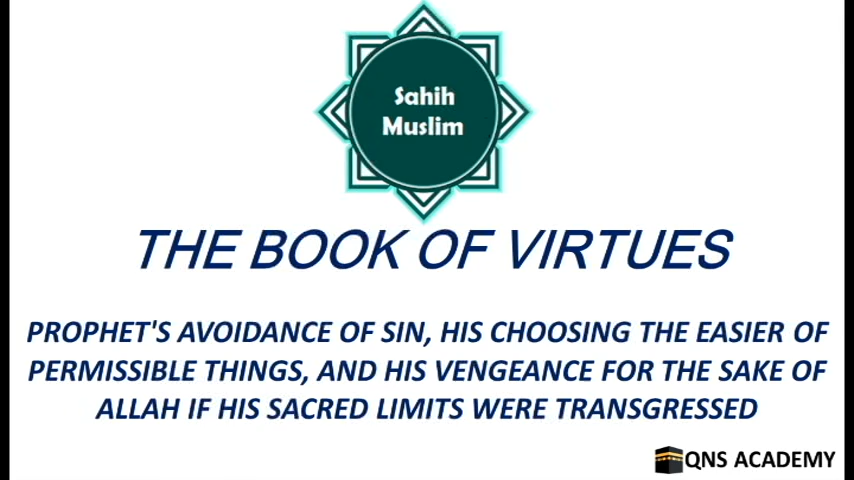 Sahih
Muslim
THE BOOK OF VIRTUES
PROPHET'S AVOIDANCE OF SIN, HIS CHOOSING THE EASIER OF
PERMISSIBLE THINGS, AND HIS VENGEANCE FOR THE SAKE OF
ALLAH IF HIS SACRED LIMITS WERE TRANSGRESSED
QNS ACADEMY